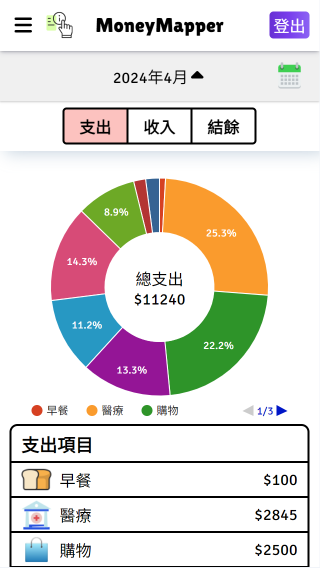 MoneyMapper
登出
2024年4月
支出 收入 結餘
8.9%
25.3%
14.3%
總支出
$11240
11.2%
22.2%
13.3%
早餐 醫療 購物 1/3
支出項目
早餐 $100
醫療 $2845
購物 $2500